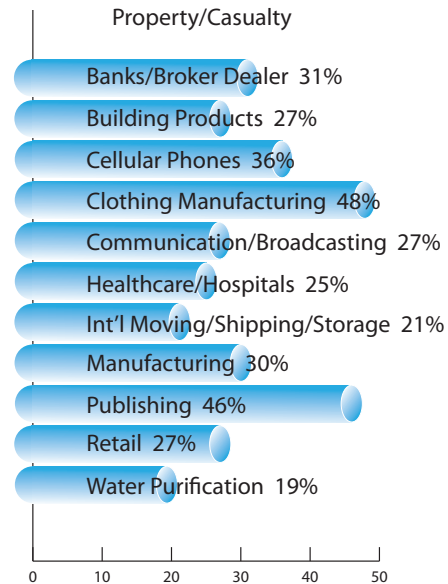 Property/Casualty
Banks/Broker Dealer 31%
Building Products 27%
Cellular Phones 36%
Clothing Manufacturing 48%
Communication/Broadcasting 27%
Healthcare/Hospitals 25%
Int'l Moving/Shipping/Storage 21%
Manufacturing 30%
Publishing 46%
Retail 27%
Water Purification 19%
0 10 20 30 40 50